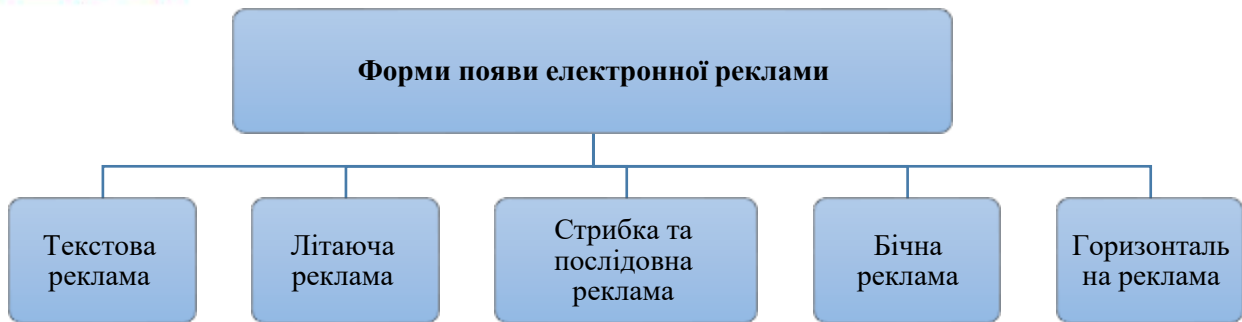 Форми появи електронної реклами
Текстова
реклама
Літаюча
реклама
Стрибка та
послідовна
реклама
Бічна
реклама
Горизонталь
на реклама